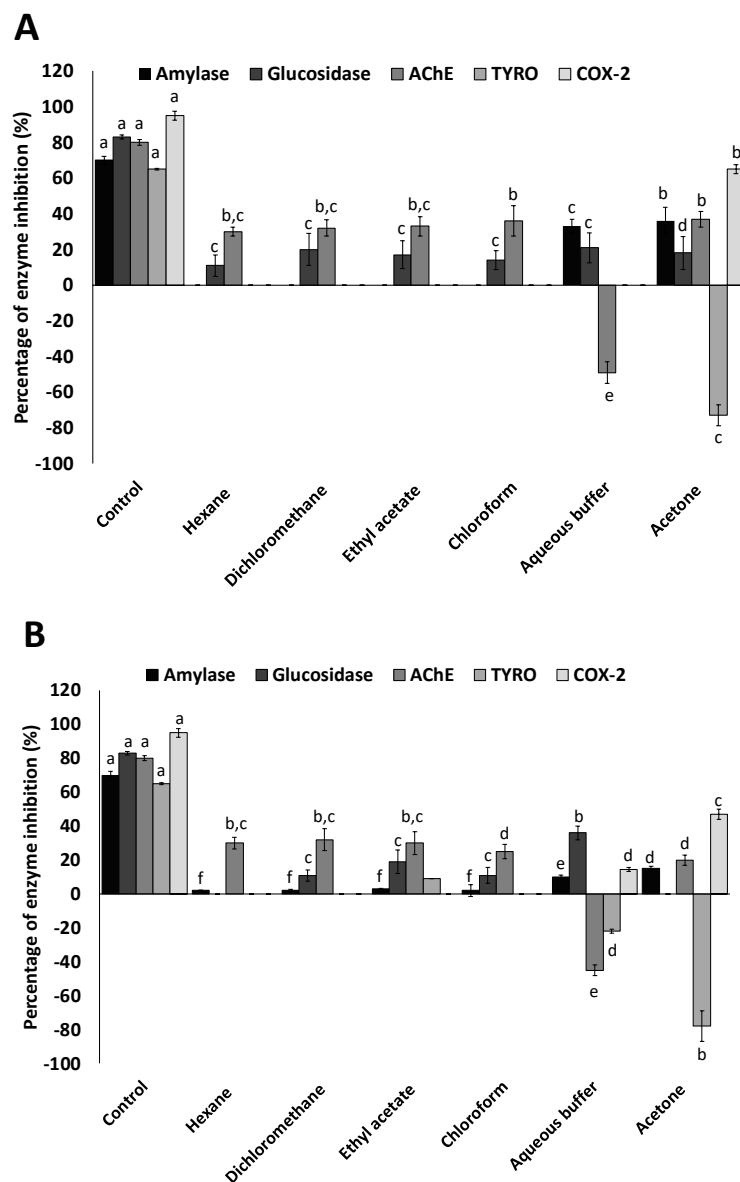 A
Amylase Glucosidase AChE TYRO COX-2
Percentage of enzyme inhibition (%)
120
100
80
60
40
20
0
-20
-40
-60
-80
-100
a a a a a
c b,c
c b,c
c b,c
c b
c c e
b d b c b
Control
Hexane
Dichloromethane
Ethyl acetate
Chloroform
Aqueous buffer
Acetone
B
Amylase Glucosidase AChE TYRO COX-2
Percentage of enzyme inhibition (%)
120
100
80
60
40
20
0
-20
-40
-60
-80
-100
a a a a a
f b,c
f c b,c
f c b,c
f c d
e b e d d
d d b c
Control
Hexane
Dichloromethane
Ethyl acetate
Chloroform
Aqueous buffer
Acetone